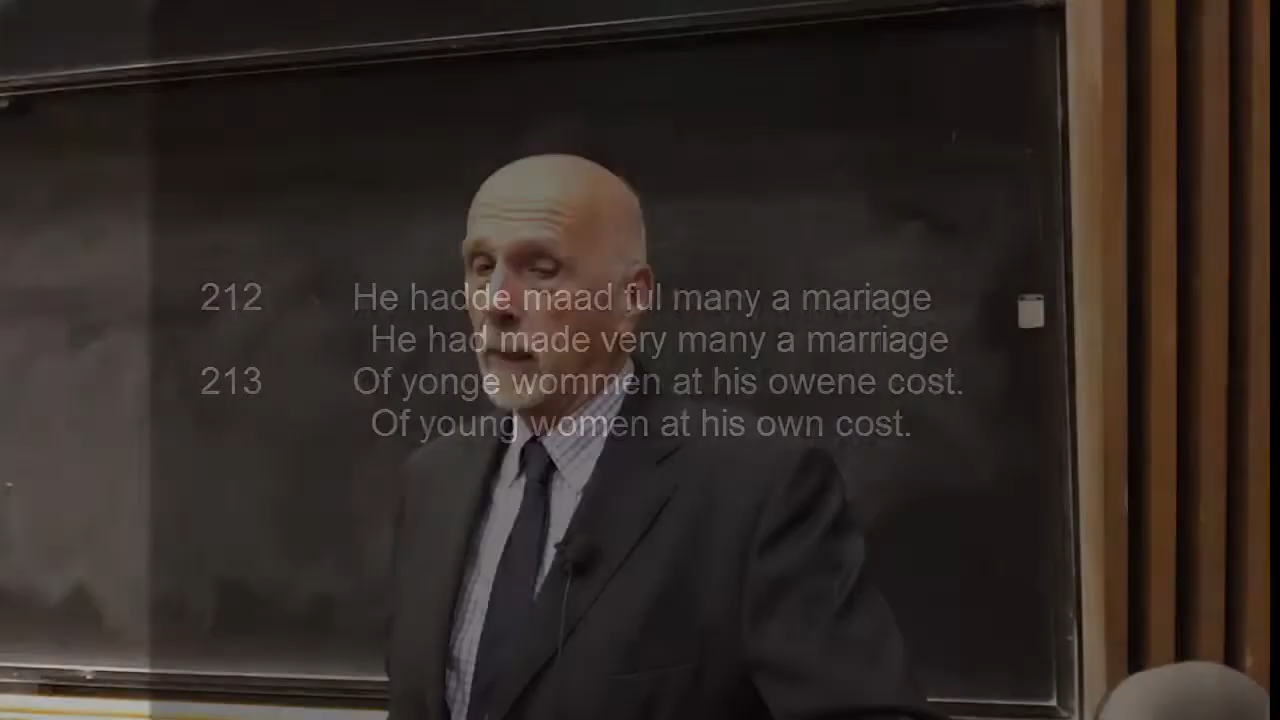 212 He hadde maad ful many a mariage
He had made very many a marriage
213 Of yonge wommen at his owene cost.
Of young women at his own cost.